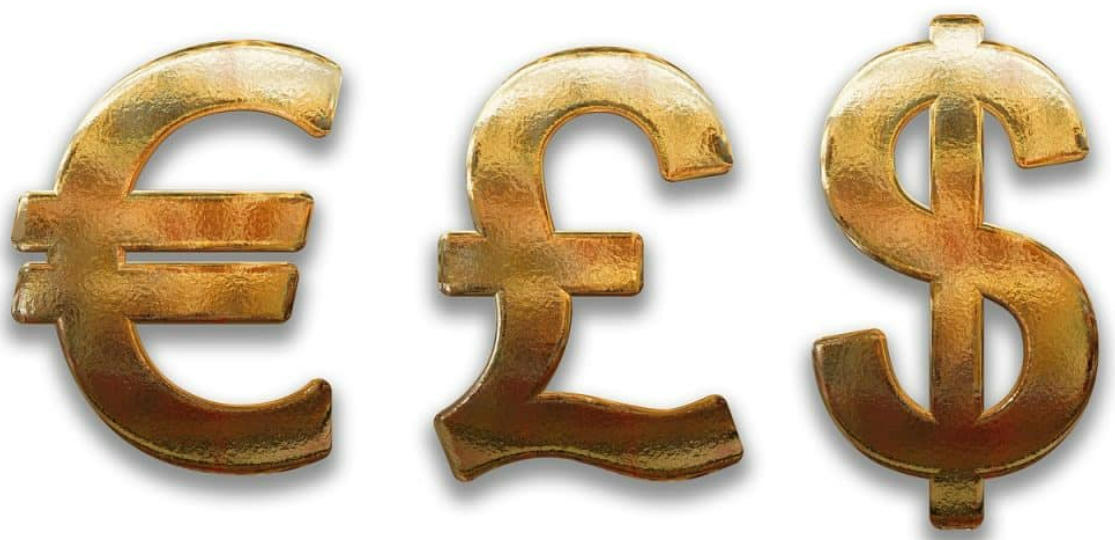 € £ $